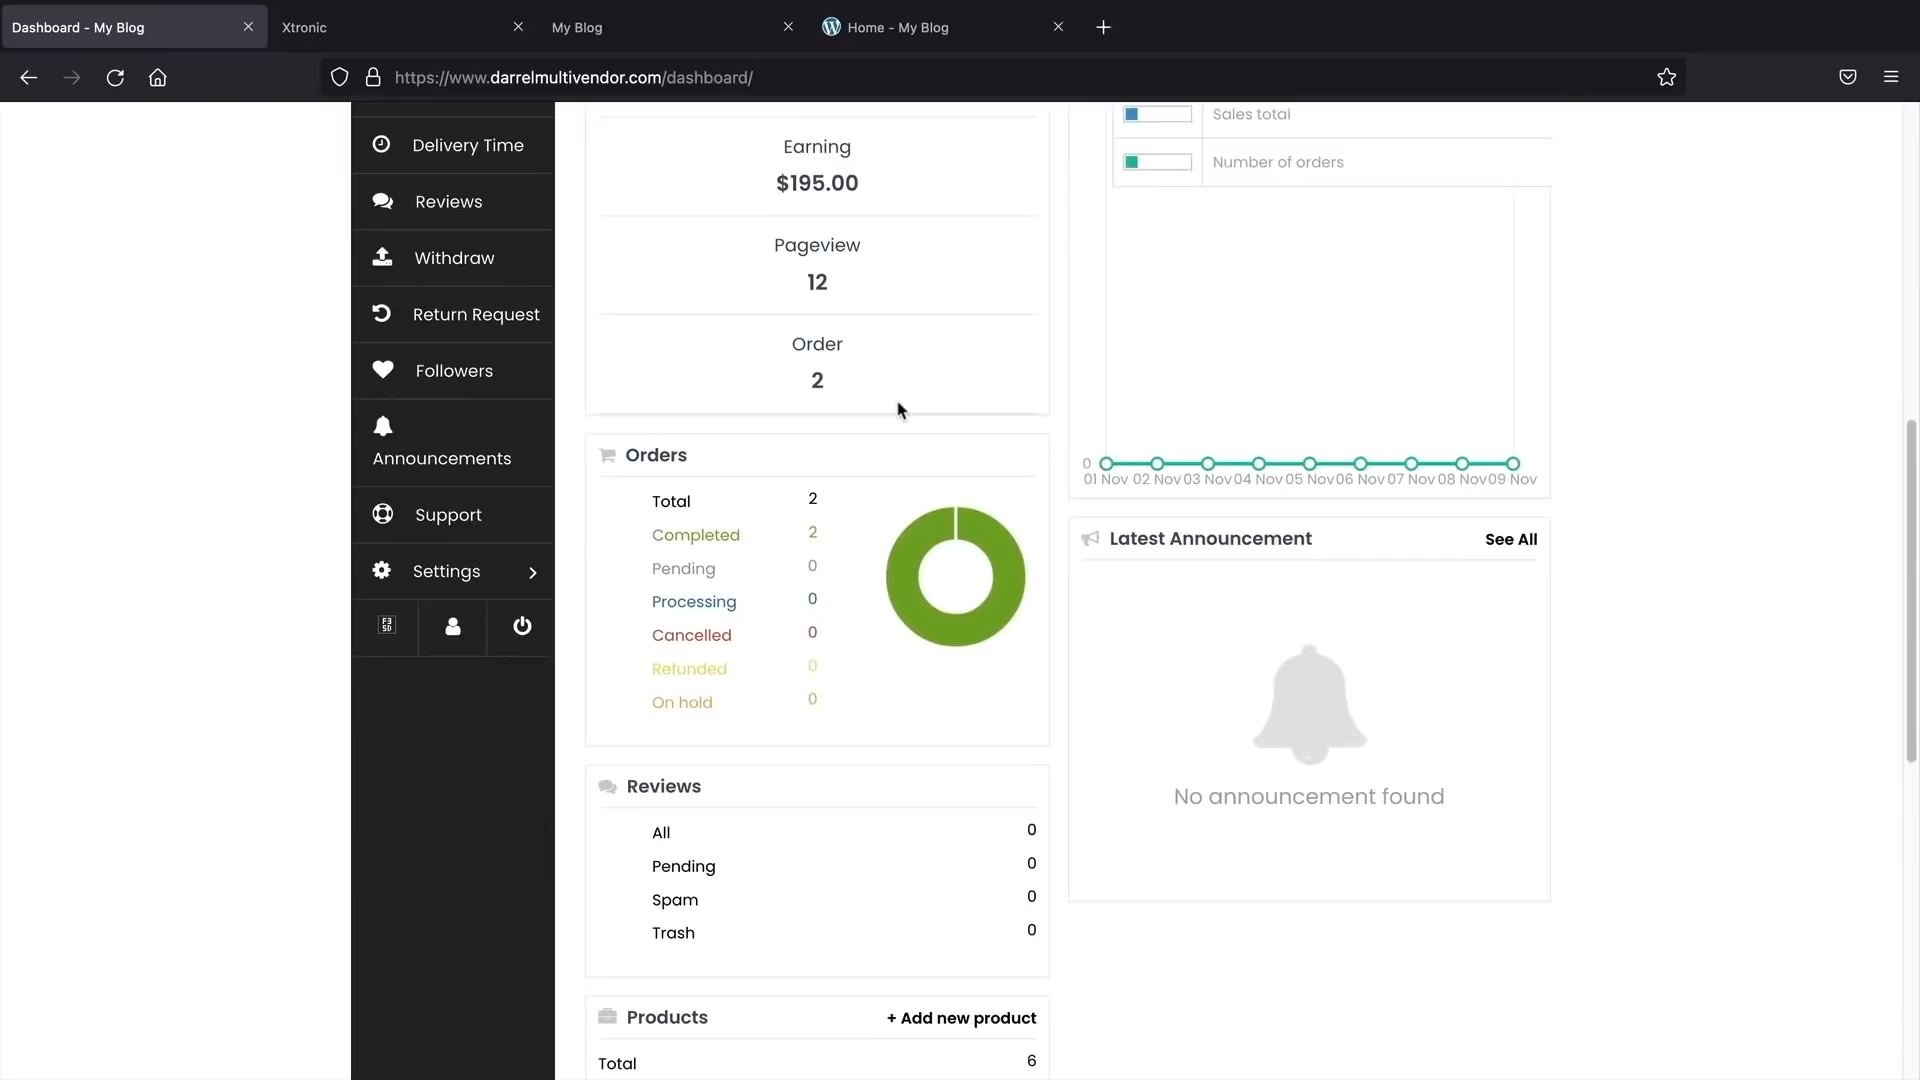 Dashboard - My Blog
Xtronic
My Blog
Home - My Blog
https://www.darrelmultivendor.com/dashboard/
Delivery Time
Reviews
Withdraw
Return Request
Followers
Announcements
Support
Settings
Earning
$195.00
Pageview
12
Order
2
Orders
Total 2
Completed 2
Pending 0
Processing 0
Cancelled 0
Refunded 0
On hold 0
Reviews
All 0
Pending 0
Spam 0
Trash 0
Products + Add new product
Total 6
Sales total
Number of orders
0
01 Nov 02 Nov 03 Nov 04 Nov 05 Nov 06 Nov 07 Nov 08 Nov 09 Nov
Latest Announcement See All
No announcement found